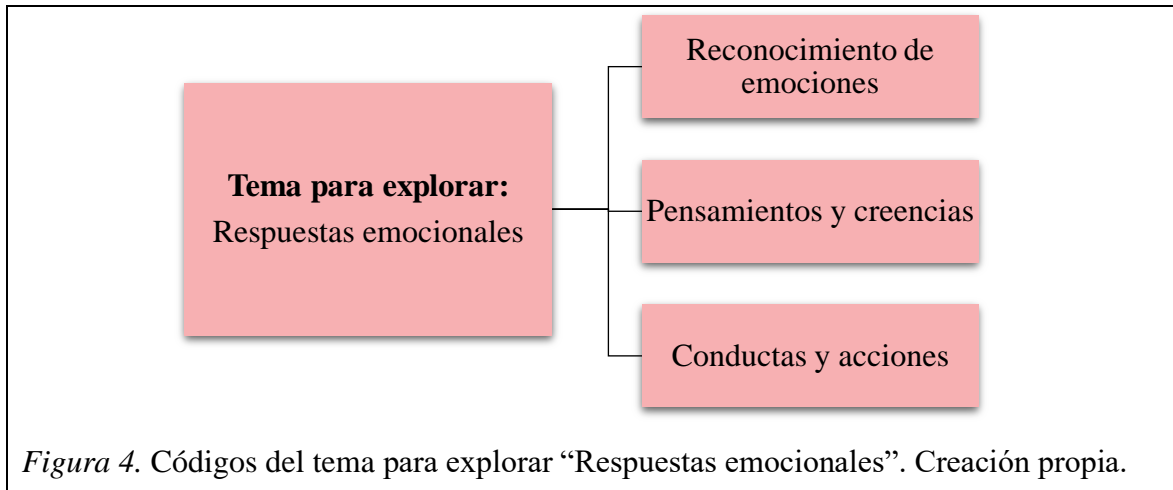 Tema para explorar:
Respuestas emocionales
Reconocimiento de
emociones
Pensamientos y creencias
Conductas y acciones
Figura 4. Códigos del tema para explorar “Respuestas emocionales”. Creación propia.